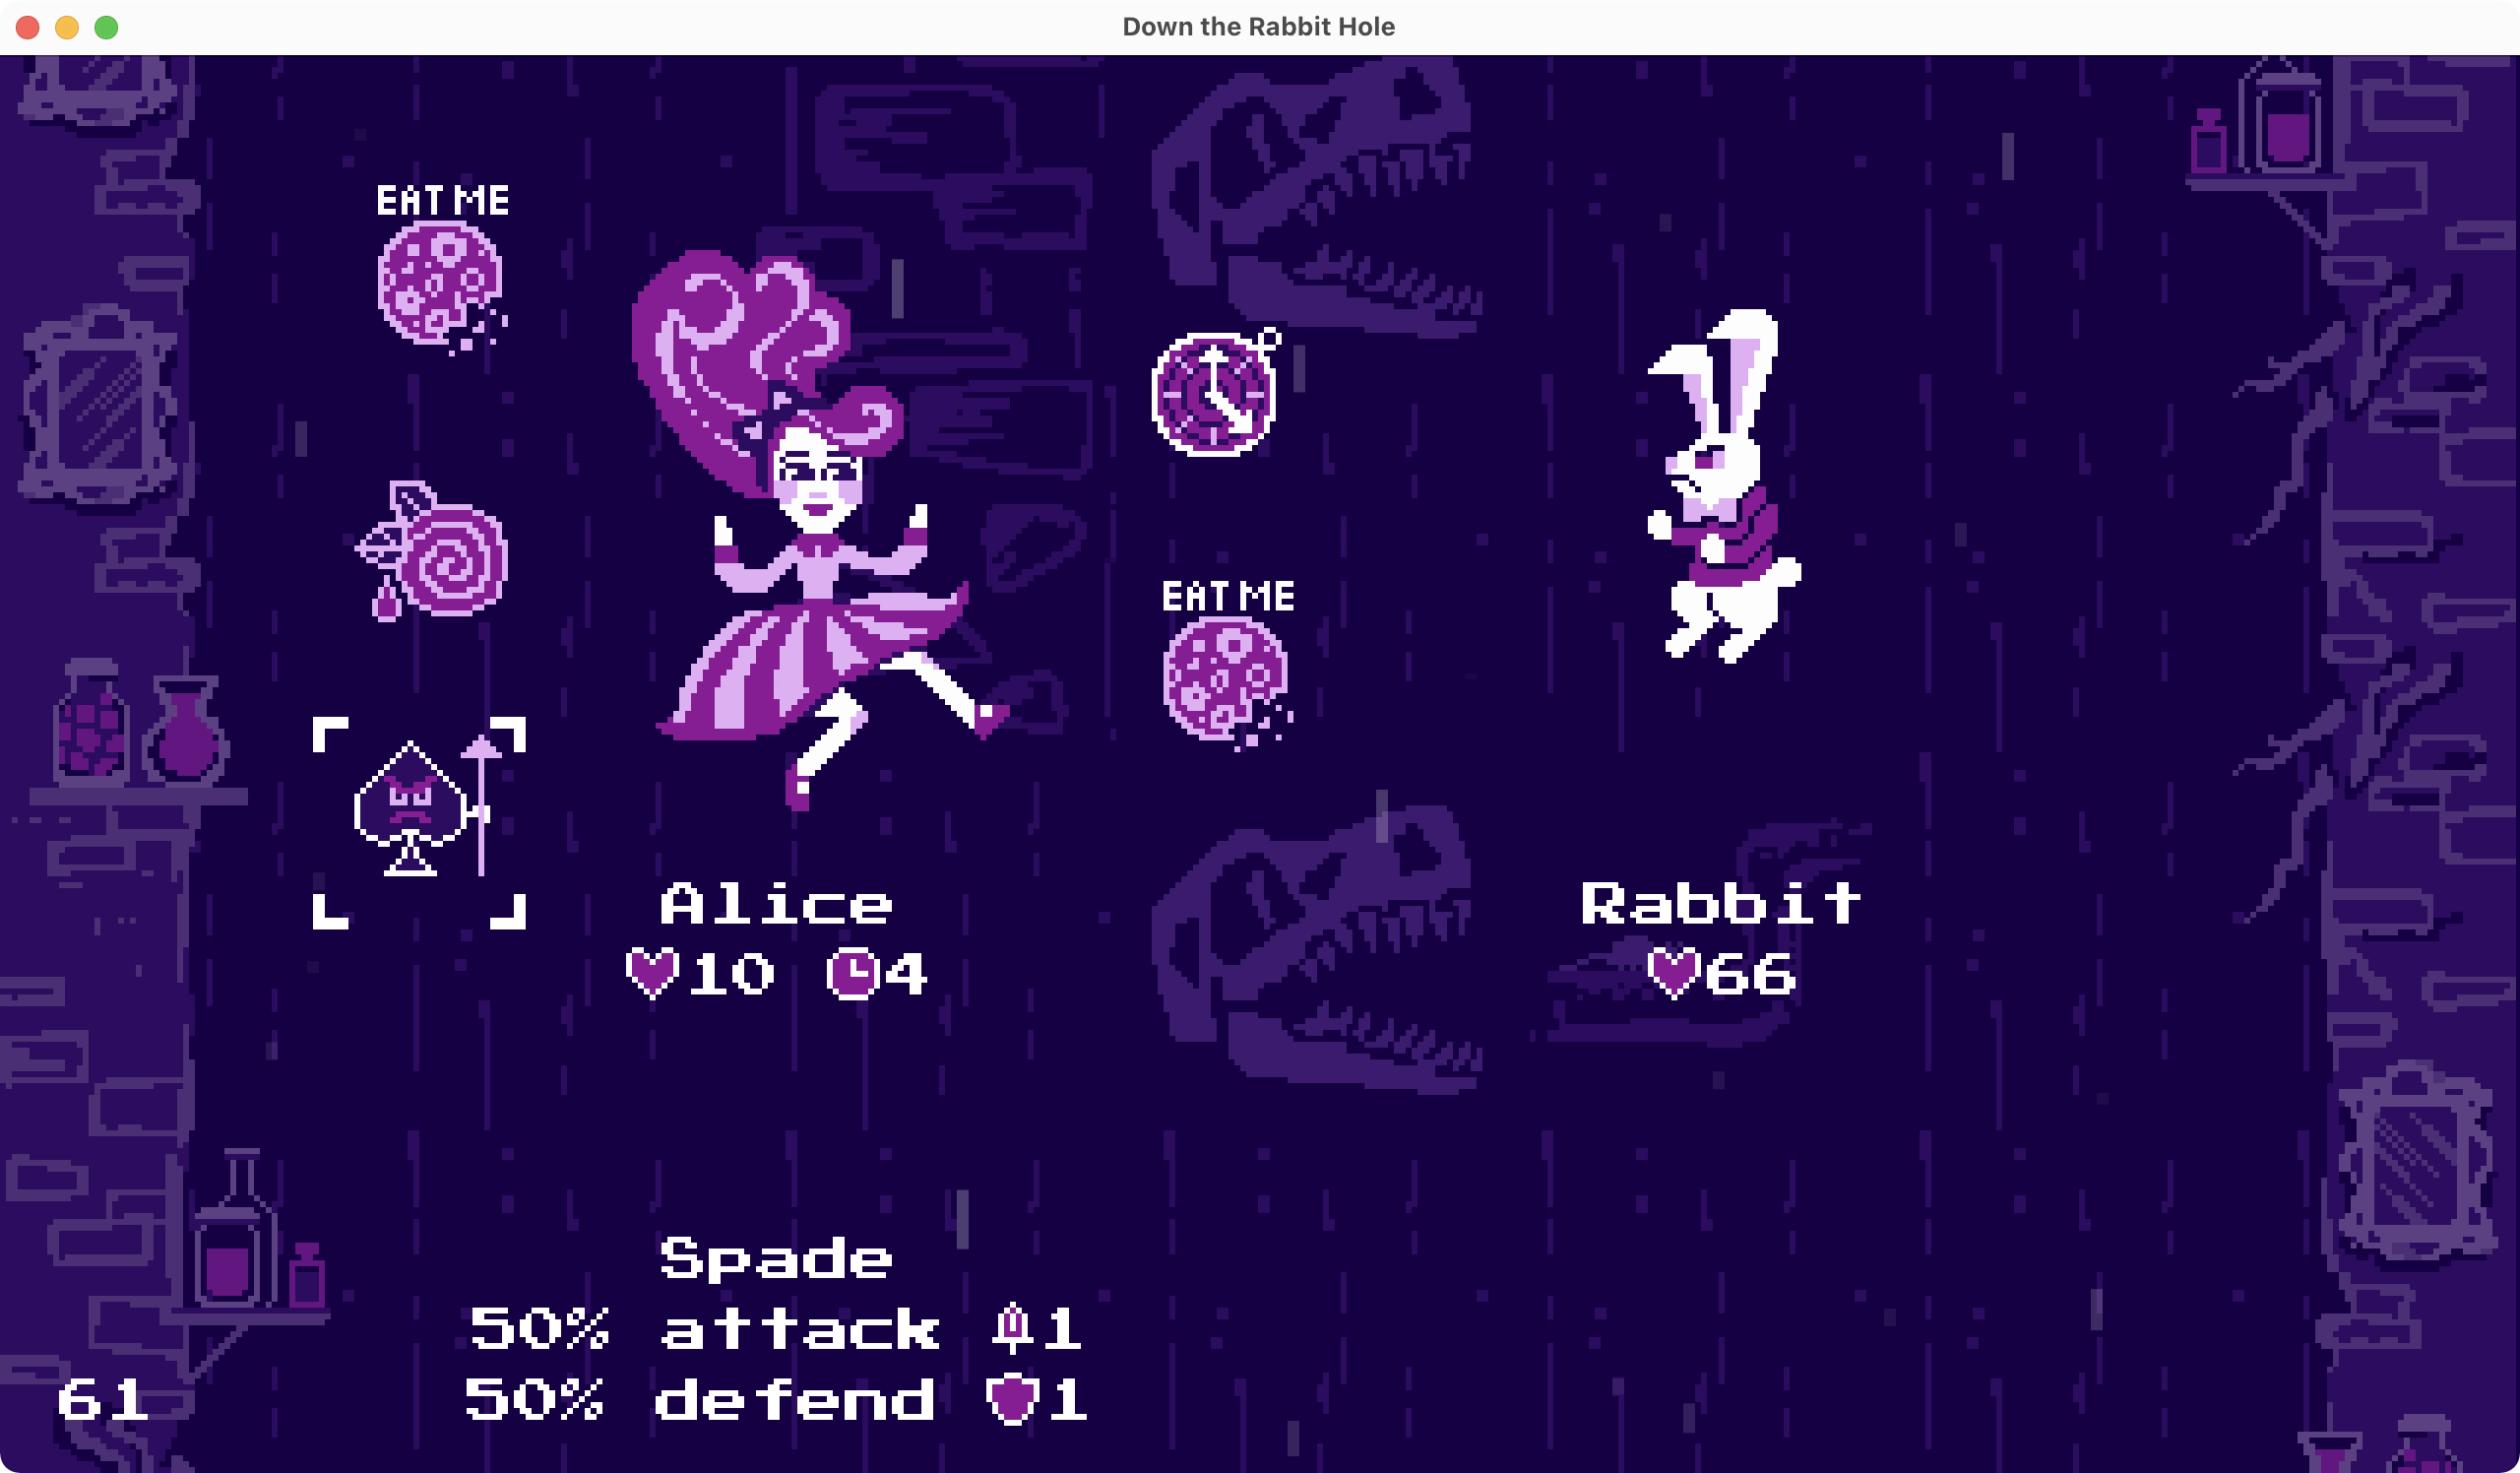 Down the Rabbit Hole
EAT ME
EAT ME
Alice
10 4
Rabbit
66
Spade
50% attack 1
50% defend 1
61